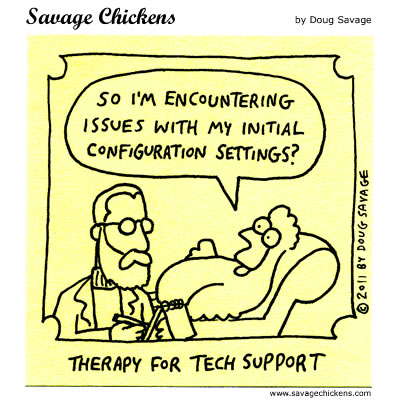 Savage Chickens
by Doug Savage
SO I'M ENCOUNTERING
ISSUES WITH MY INITIAL
CONFIGURATION SETTINGS?
© 2011 BY DOUG SAVAGE
THERAPY FOR TECH SUPPORT
www.savagechickens.com